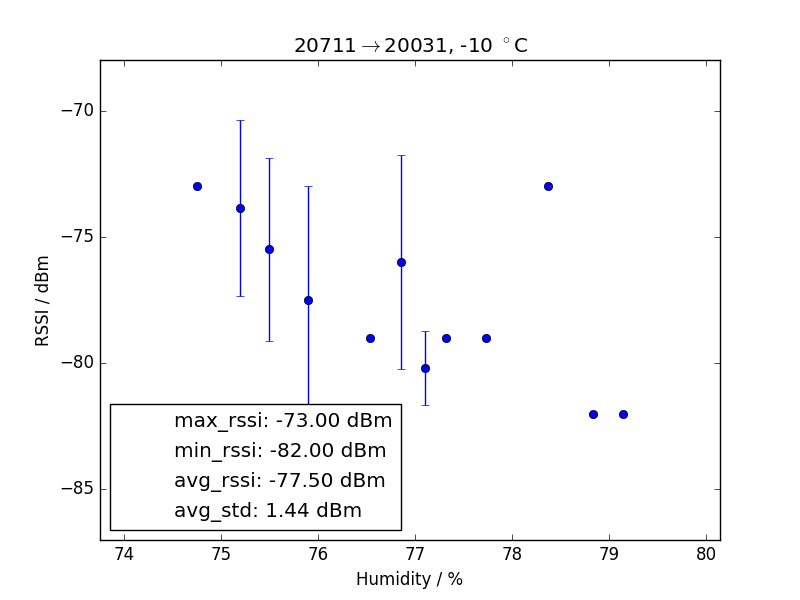 20711→20031, -10 °C
RSSI / dBm
−70
−75
−80
−85
max_rssi: -73.00 dBm
min_rssi: -82.00 dBm
avg_rssi: -77.50 dBm
avg_std: 1.44 dBm
74 75 76 77 78 79 80
Humidity / %